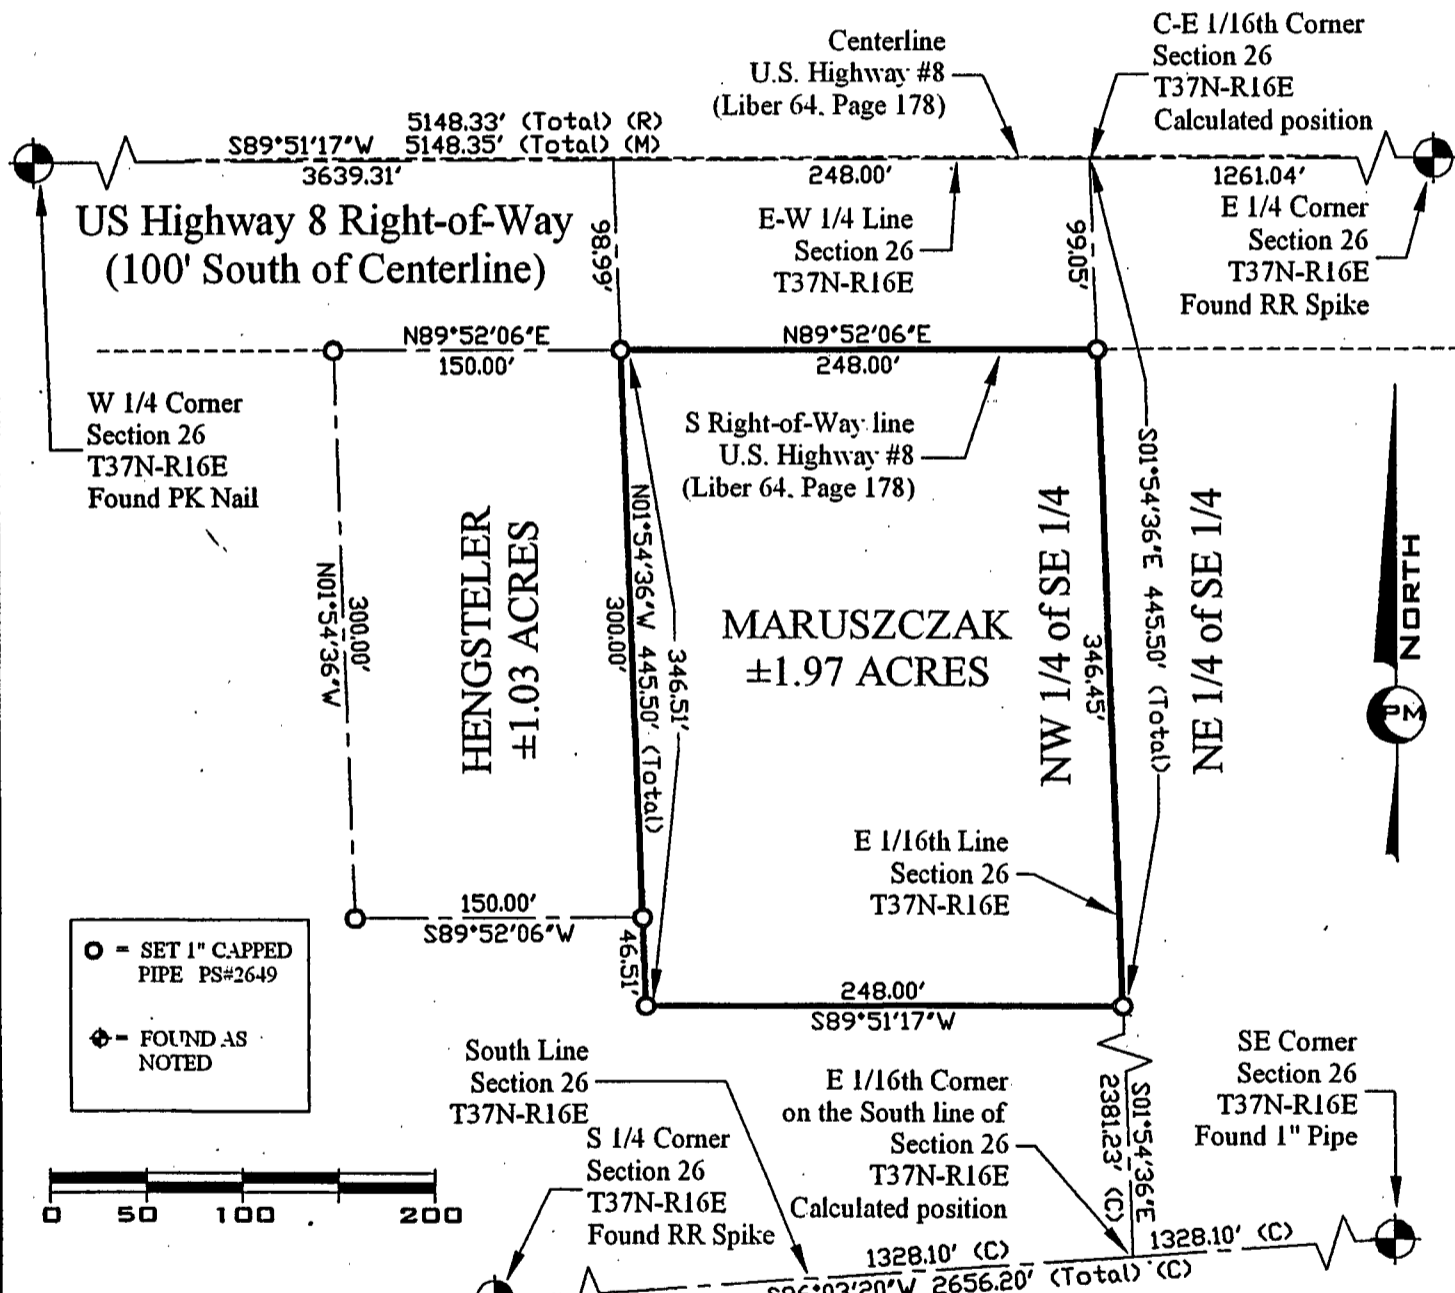 Centerline
U.S. Highway #8
(Liber 64. Page 178)
C-E 1/16th Corner
Section 26
T37N-R16E
Calculated position
5148.33' (Total) (R)
S89°51'17"W 5148.35' (Total) (M)
3639.31'
248.00'
1261.04'
US Highway 8 Right-of-Way
(100' South of Centerline)
98.99'
E-W 1/4 Line
Section 26
T37N-R16E
99.05'
E 1/4 Corner
Section 26
T37N-R16E
Found RR Spike
N89°52'06"E
150.00'
N89°52'06"E
248.00'
W 1/4 Corner
Section 26
T37N-R16E
Found PK Nail
S Right-of-Way line
U.S. Highway #8
(Liber 64. Page 178)
N01°54'36"W
300.00'
HENGSTELER
±1.03 ACRES
300.00'
N01°54'36"W 445.50' (Total)
346.51'
MARUSZCZAK
±1.97 ACRES
NW 1/4 of SE 1/4
346.45'
S01°54'36"E 445.50' (Total)
NE 1/4 of SE 1/4
NORTH
PM
E 1/16th Line
Section 26
T37N-R16E
150.00'
S89°52'06"W
46.51'
248.00'
S89°51'17"W
= SET 1" CAPPED
PIPE PS#2649
= FOUND AS
NOTED
South Line
Section 26
T37N-R16E
S 1/4 Corner
Section 26
T37N-R16E
Found RR Spike
E 1/16th Corner
on the South line of
Section 26
T37N-R16E
Calculated position
2381.23' (C)
S01°54'36"E
SE Corner
Section 26
T37N-R16E
Found 1" Pipe
0 50 100 200
1328.10' (C)
1328.10' (C)
S86°03'20"W 2656.20' (Total) (C)